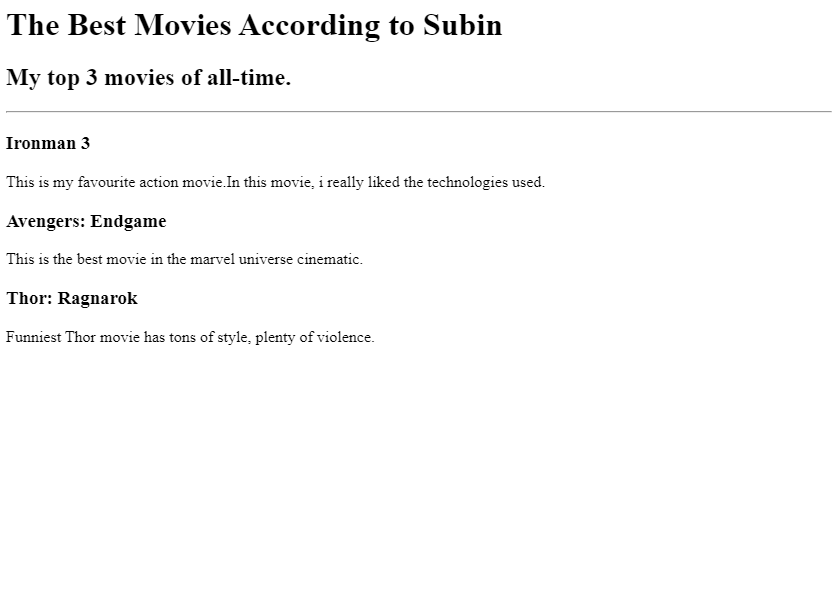 The Best Movies According to Subin
My top 3 movies of all-time.
Ironman 3
This is my favourite action movie.In this movie, i really liked the technologies used.
Avengers: Endgame
This is the best movie in the marvel universe cinematic.
Thor: Ragnarok
Funniest Thor movie has tons of style, plenty of violence.